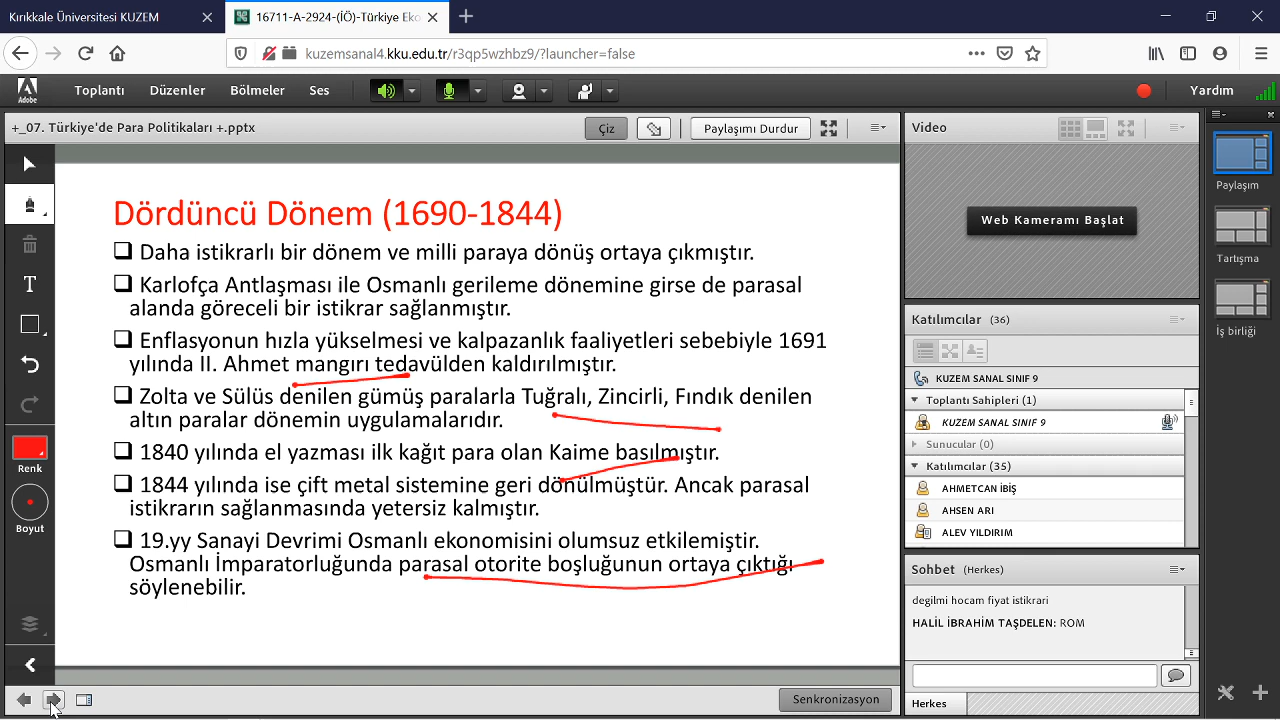 Kırıkkale Üniversitesi KUZEM
16711-A-2924-(İÖ)-Türkiye Eko
kuzemsanal4.kku.edu.tr/r3qp5wzhbz9/?launcher=false
Adobe
Toplantı
Düzenler
Bölmeler
Ses
Yardım
+_07. Türkiye'de Para Politikaları +.pptx
Çiz
Paylaşımı Durdur
Dördüncü Dönem (1690-1844)
Daha istikrarlı bir dönem ve milli paraya dönüş ortaya çıkmıştır.
Karlofça Antlaşması ile Osmanlı gerileme dönemine girse de parasal
alanda göreceli bir istikrar sağlanmıştır.
Enflasyonun hızla yükselmesi ve kalpazanlık faaliyetleri sebebiyle 1691
yılında II. Ahmet mangırı tedavülden kaldırılmıştır.
Zolta ve Sülüs denilen gümüş paralarla Tuğralı, Zincirli, Fındık denilen
altın paralar dönemin uygulamalarıdır.
1840 yılında el yazması ilk kağıt para olan Kaime basılmıştır.
1844 yılında ise çift metal sistemine geri dönülmüştür. Ancak parasal
istikrarın sağlanmasında yetersiz kalmıştır.
19.yy Sanayi Devrimi Osmanlı ekonomisini olumsuz etkilemiştir.
Osmanlı İmparatorluğunda parasal otorite boşluğunun ortaya çıktığı
söylenebilir.
T
Renk
Boyut
Senkronizasyon
Video
Web Kameramı Başlat
Katılımcılar (36)
KUZEM SANAL SINIF 9
Toplantı Sahipleri (1)
KUZEM SANAL SINIF 9
Sunucular (0)
Katılımcılar (35)
AHMETCAN İBİŞ
AHSEN ARI
ALEV YILDIRIM
Sohbet (Herkes)
degilmi hocam fiyat istikrari
HALİL İBRAHİM TAŞDELEN: ROM
Herkes
Paylaşım
Tartışma
İş birliği